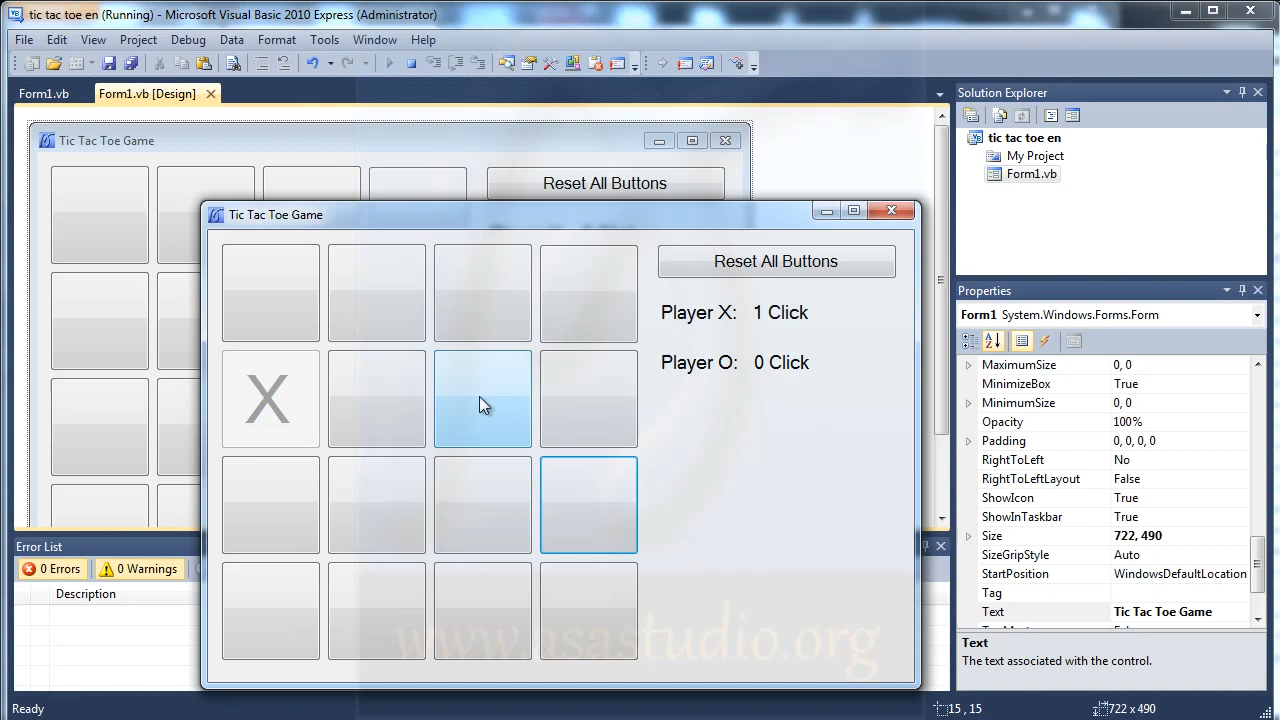 tic tac toe en (Running) - Microsoft Visual Basic 2010 Express (Administrator)
File Edit View Project Debug Data Format Tools Window Help
Form1.vb Form1.vb [Design]
Tic Tac Toe Game
Reset All Buttons
Tic Tac Toe Game
Reset All Buttons
Player X: 1 Click
Player O: 0 Click
X
Solution Explorer
tic tac toe en
My Project
Form1.vb
Properties
Form1 System.Windows.Forms.Form
MaximumSize 0, 0
MinimizeBox True
MinimumSize 0, 0
Opacity 100%
Padding 0, 0, 0, 0
RightToLeft No
RightToLeftLayout False
ShowIcon True
ShowInTaskbar True
Size 722, 490
SizeGripStyle Auto
StartPosition WindowsDefaultLocation
Tag
Text Tic Tac Toe Game
Text
The text associated with the control.
Error List
0 Errors 0 Warnings
Description
Ready 15 , 15 722 x 490